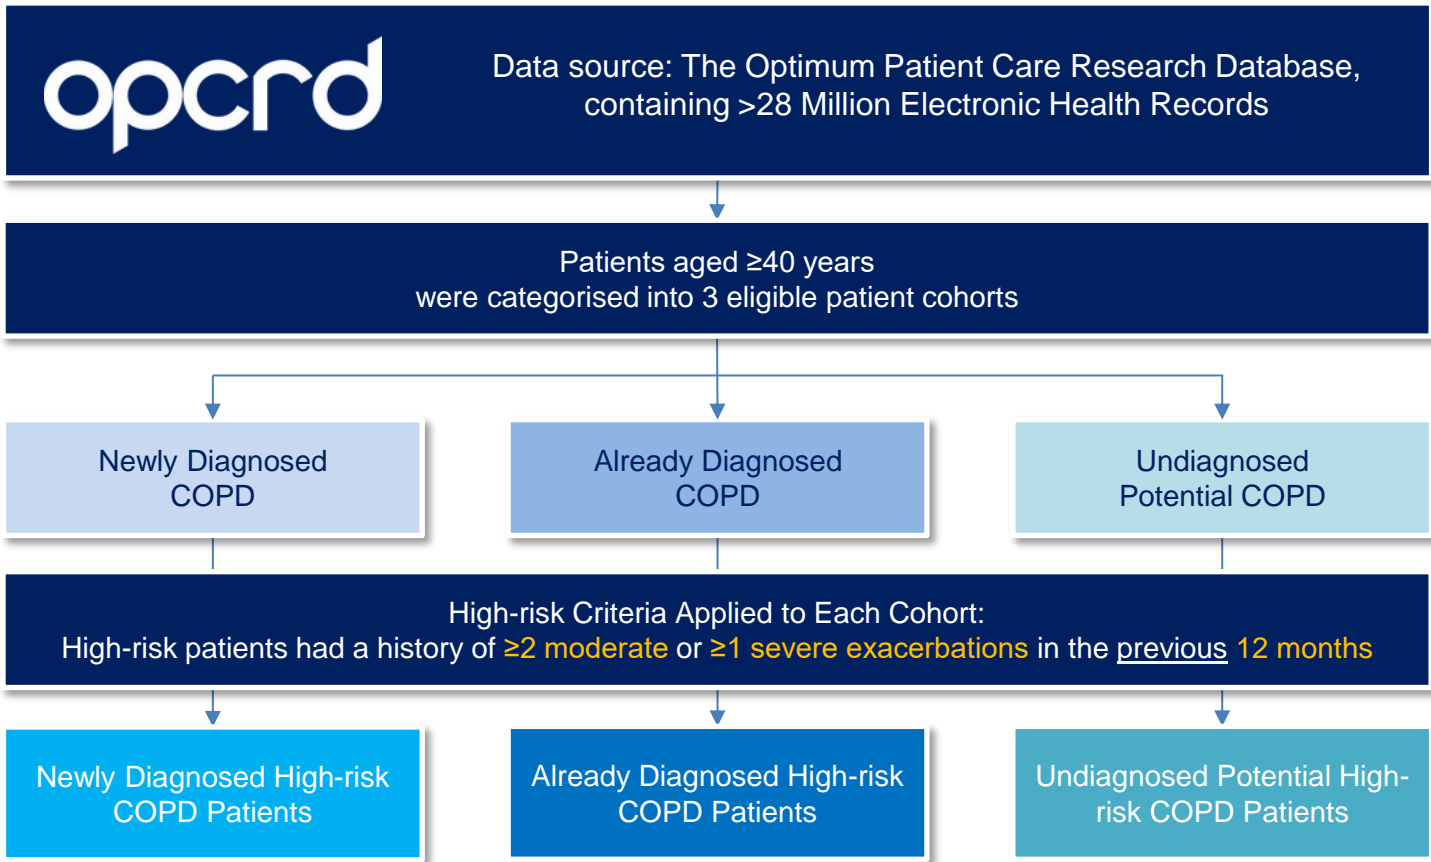 opcrd
Data source: The Optimum Patient Care Research Database,
containing >28 Million Electronic Health Records
Patients aged ≥40 years
were categorised into 3 eligible patient cohorts
Newly Diagnosed
COPD
Already Diagnosed
COPD
Undiagnosed
Potential COPD
High-risk Criteria Applied to Each Cohort:
High-risk patients had a history of ≥2 moderate or ≥1 severe exacerbations in the previous 12 months
Newly Diagnosed High-risk
COPD Patients
Already Diagnosed High-risk
COPD Patients
Undiagnosed Potential High-
risk COPD Patients